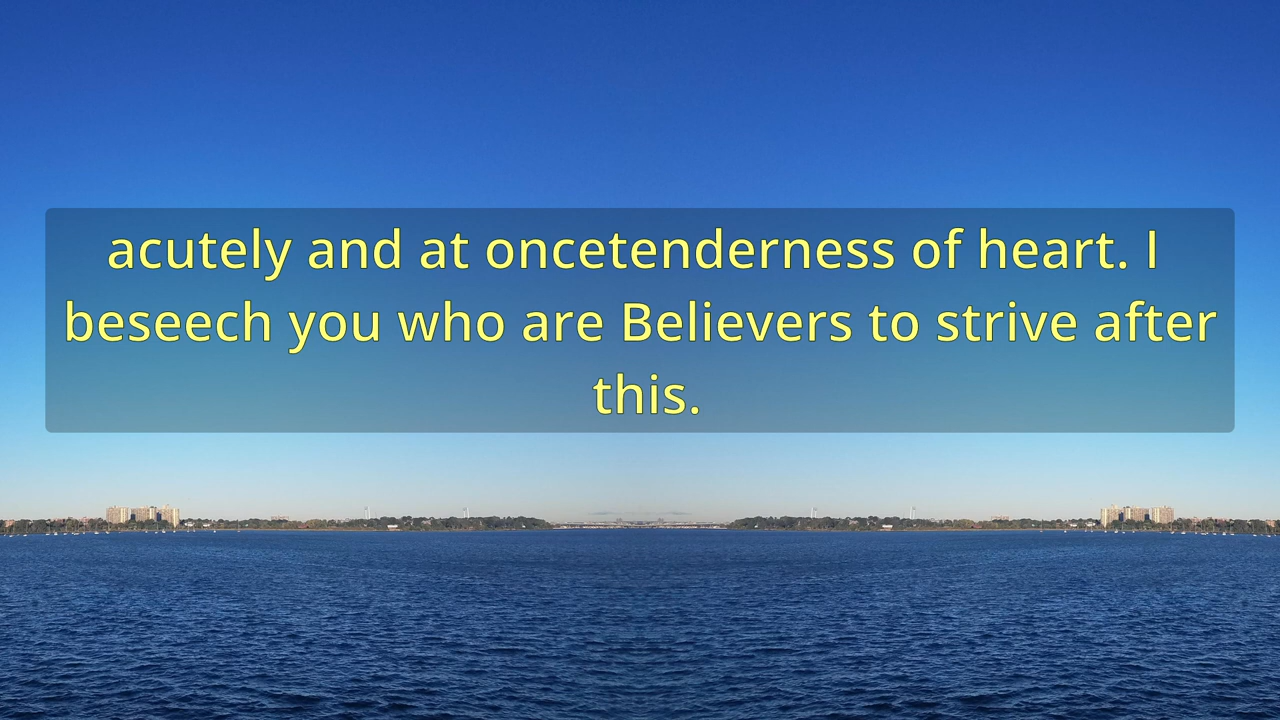 acutely and at oncetenderness of heart. I
beseech you who are Believers to strive after
this.